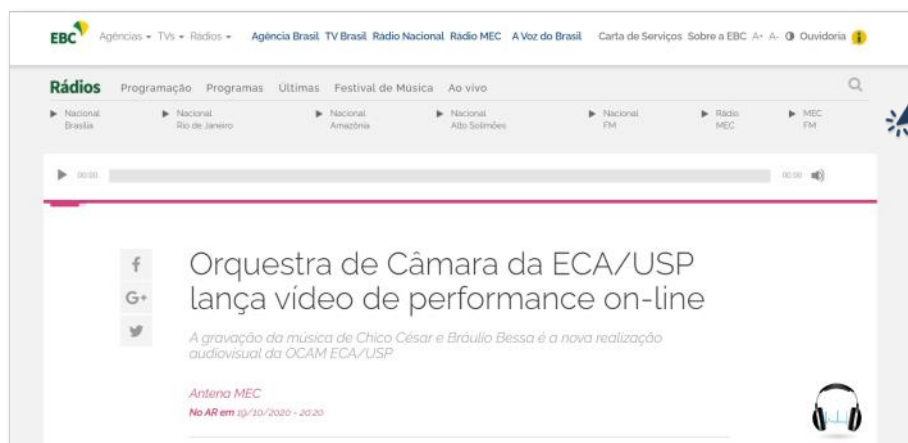 EBC Agências TVs Rádios Agência Brasil TV Brasil Rádio Nacional Rádio MEC A Voz do Brasil Carta de Serviços Sobre a EBC A+ A- Ouvidoria i
Rádios Programação Programas Últimas Festival de Música Ao vivo
Nacional Nacional Nacional Nacional Nacional Rádio MEC
Brasília Rio de Janeiro Amazônia Alto Solimões FM MEC FM
00:00 00:00
f
G+
Orquestra de Câmara da ECA/USP
lança vídeo de performance on-line
A gravação da música de Chico César e Bráulio Bessa é a nova realização
audiovisual da OCAM ECA/USP
Antena MEC
No AR em 19/10/2020 - 20:20